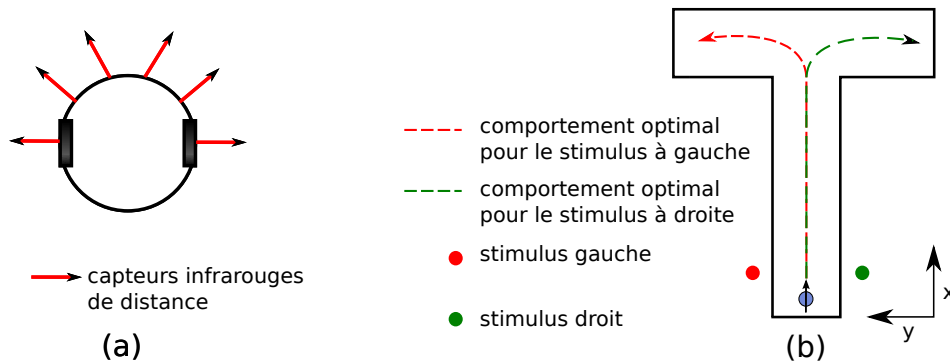 capteurs infrarouges
de distance
(a)
comportement optimal
pour le stimulus à gauche
comportement optimal
pour le stimulus à droite
stimulus gauche
stimulus droit
x
y
(b)